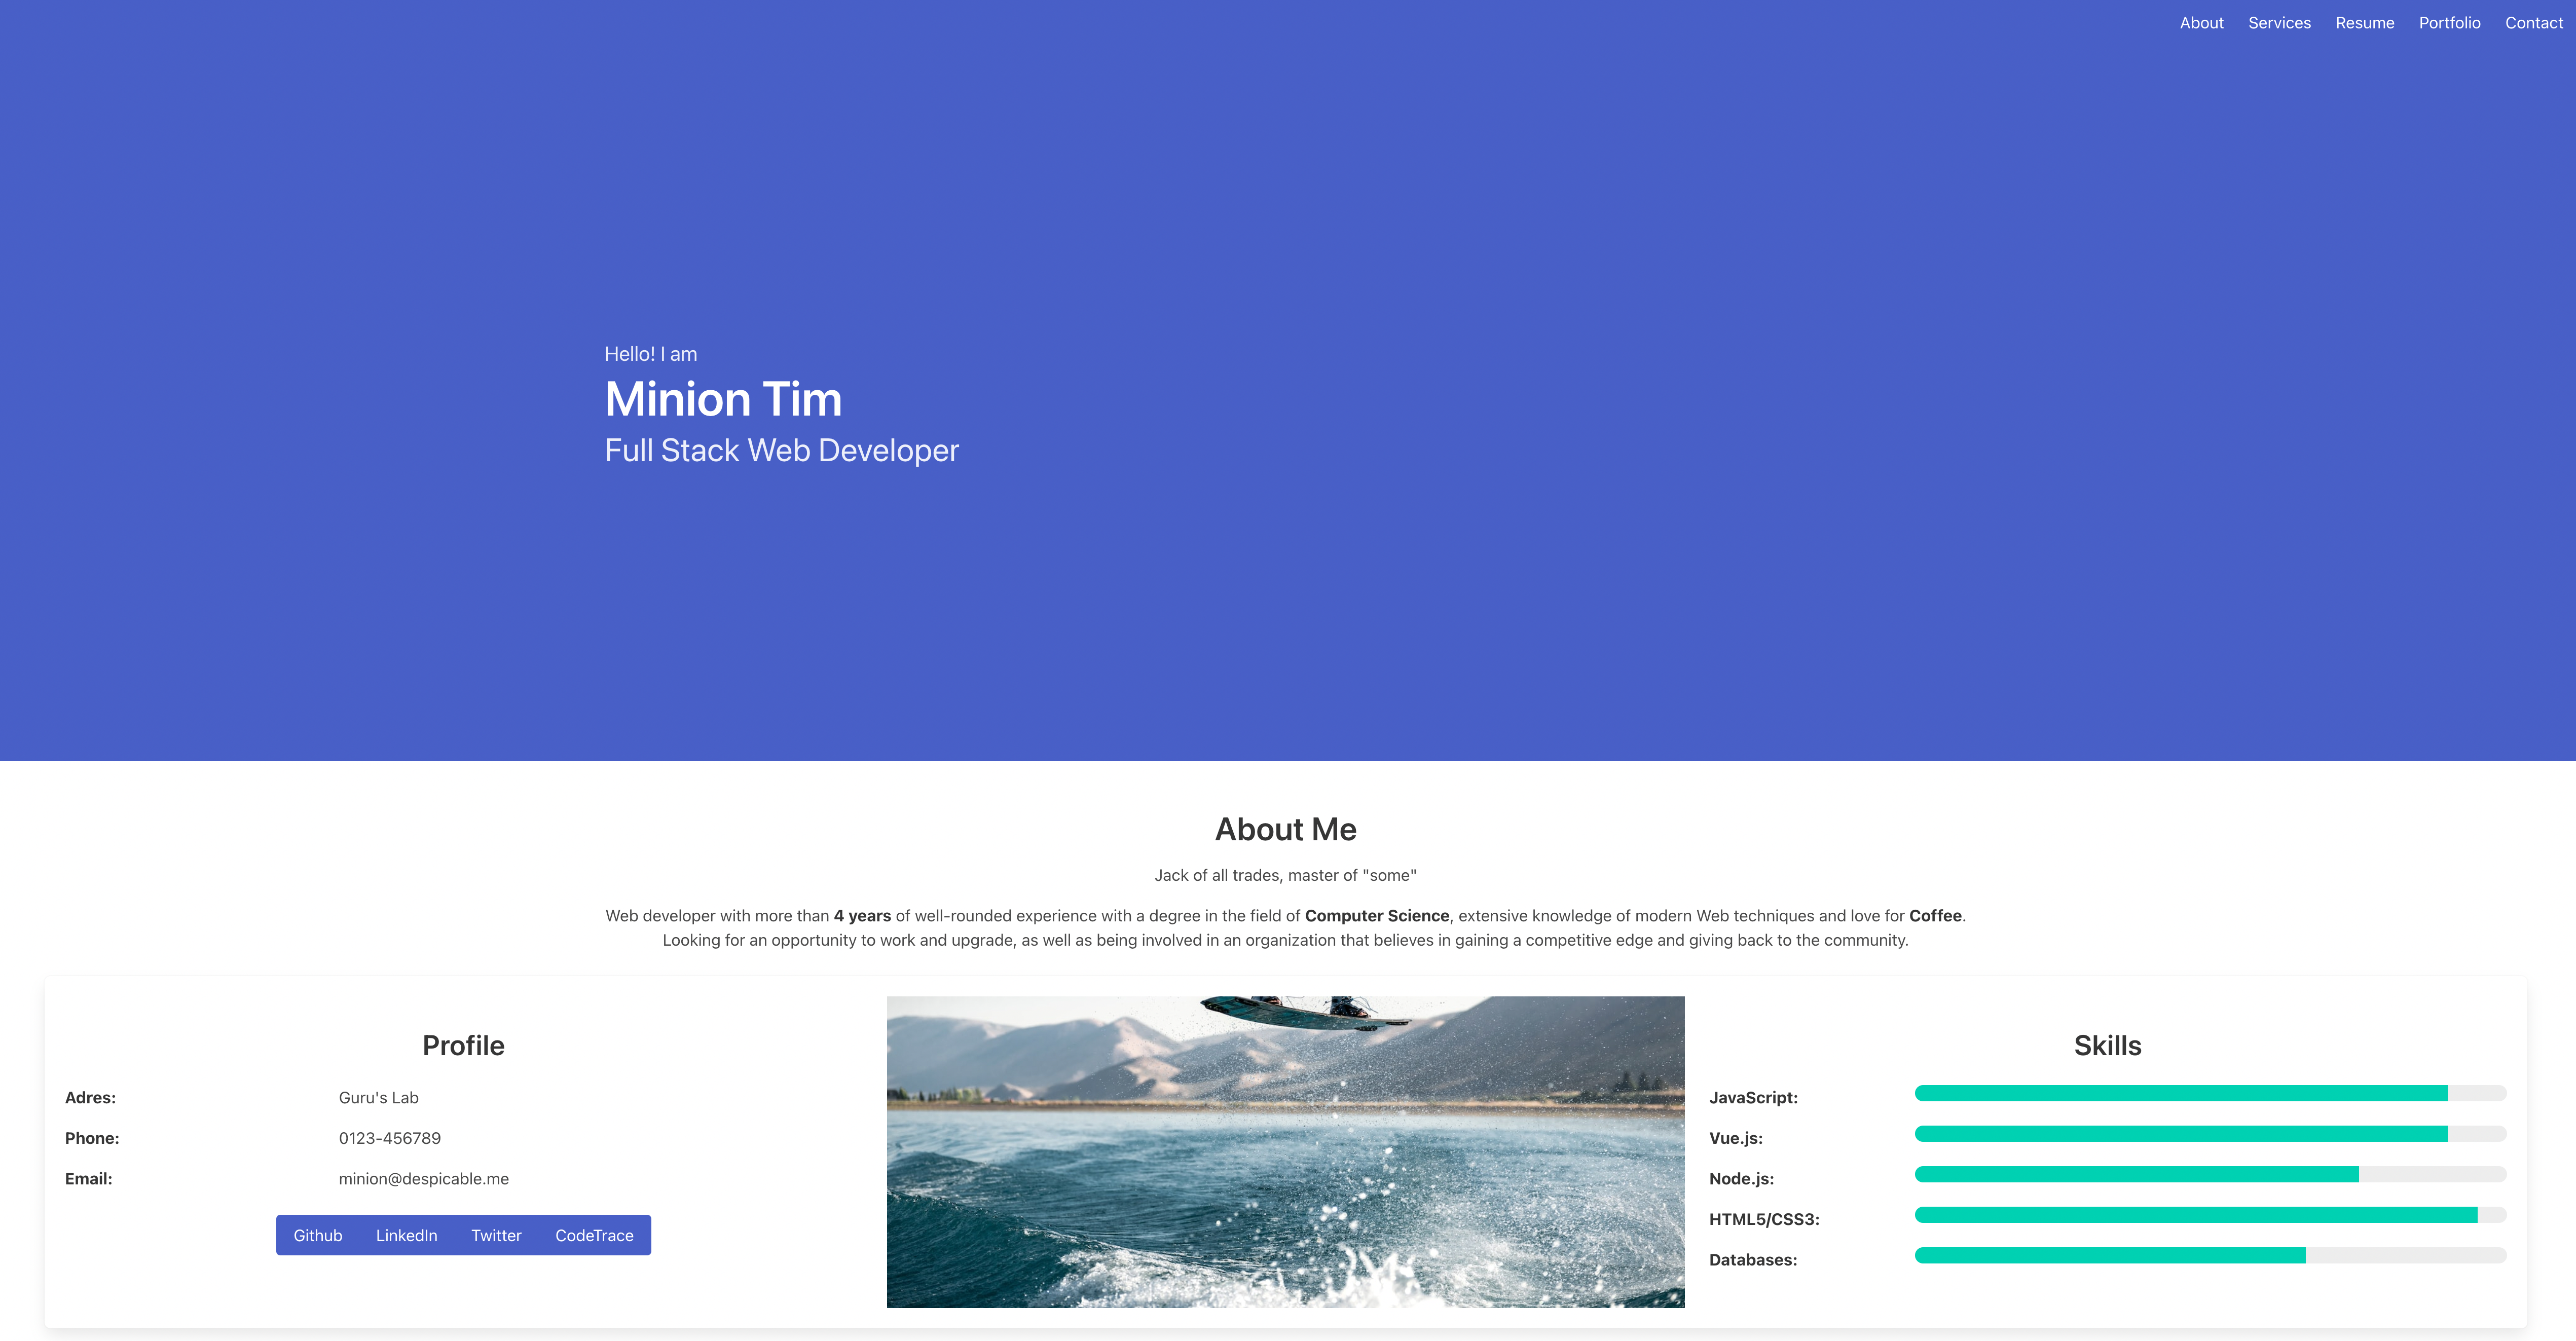 About Services Resume Portfolio Contact
Hello! I am
Minion Tim
Full Stack Web Developer
About Me
Jack of all trades, master of "some"
Web developer with more than 4 years of well-rounded experience with a degree in the field of Computer Science, extensive knowledge of modern Web techniques and love for Coffee.
Looking for an opportunity to work and upgrade, as well as being involved in an organization that believes in gaining a competitive edge and giving back to the community.
Profile
Adres: Guru's Lab
Phone: 0123-456789
Email: minion@despicable.me
Github LinkedIn Twitter CodeTrace
Skills
JavaScript:
Vue.js:
Node.js:
HTML5/CSS3:
Databases: